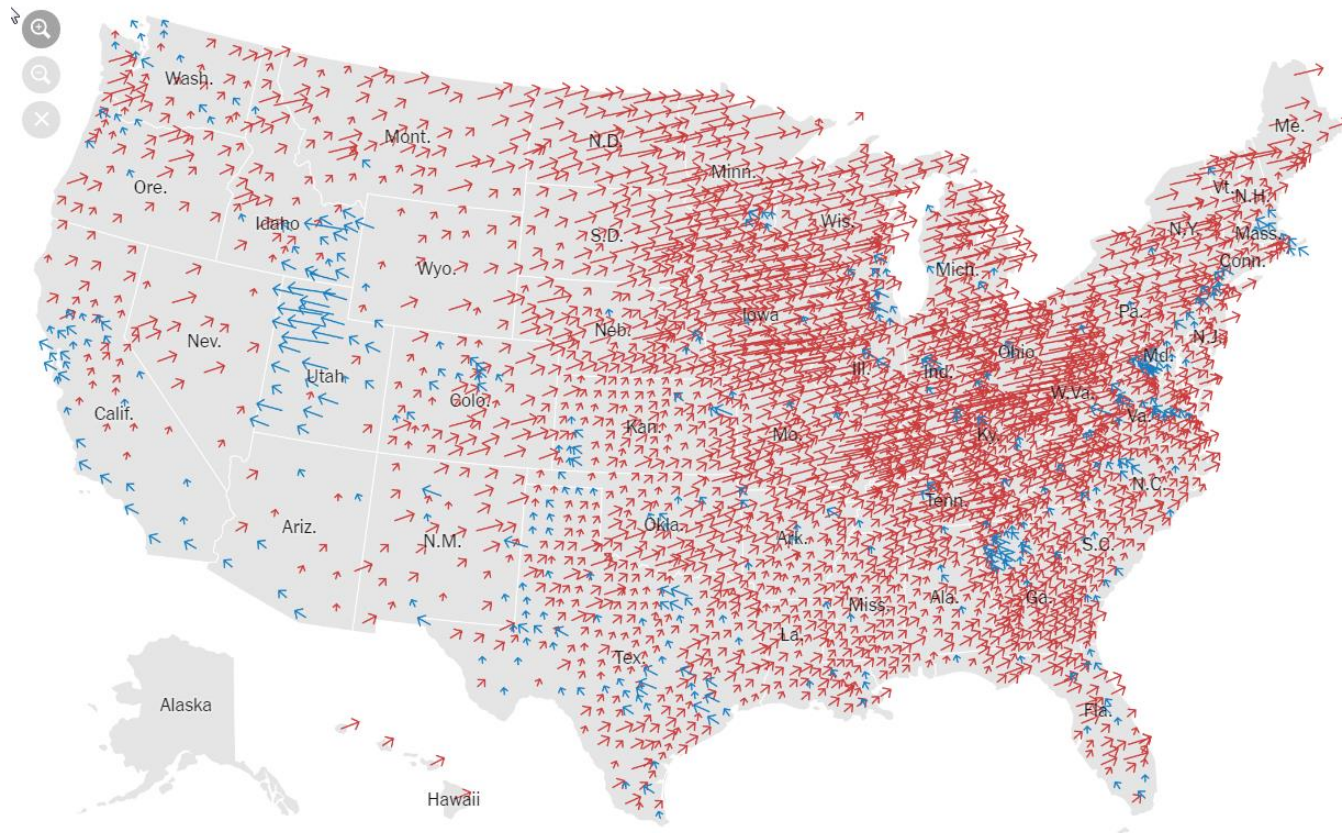 Wash.
Mont.
N.D.
Minn.
Me.
Ore.
Idaho
S.D.
Wis.
Vt.
N.H.
N.Y.
Mass.
Conn.
Wyo.
Mich.
Nev.
Neb.
Iowa
Pa.
N.J.
Utah
Colo.
Ill.
Ind.
Ohio
Md.
W.Va.
Calif.
Kan.
Mo.
Ky.
Va.
Ariz.
N.M.
Okla.
Ark.
Tenn.
N.C.
S.C.
Miss.
Ala.
Ga.
La.
Tex.
Alaska
Fla.
Hawaii